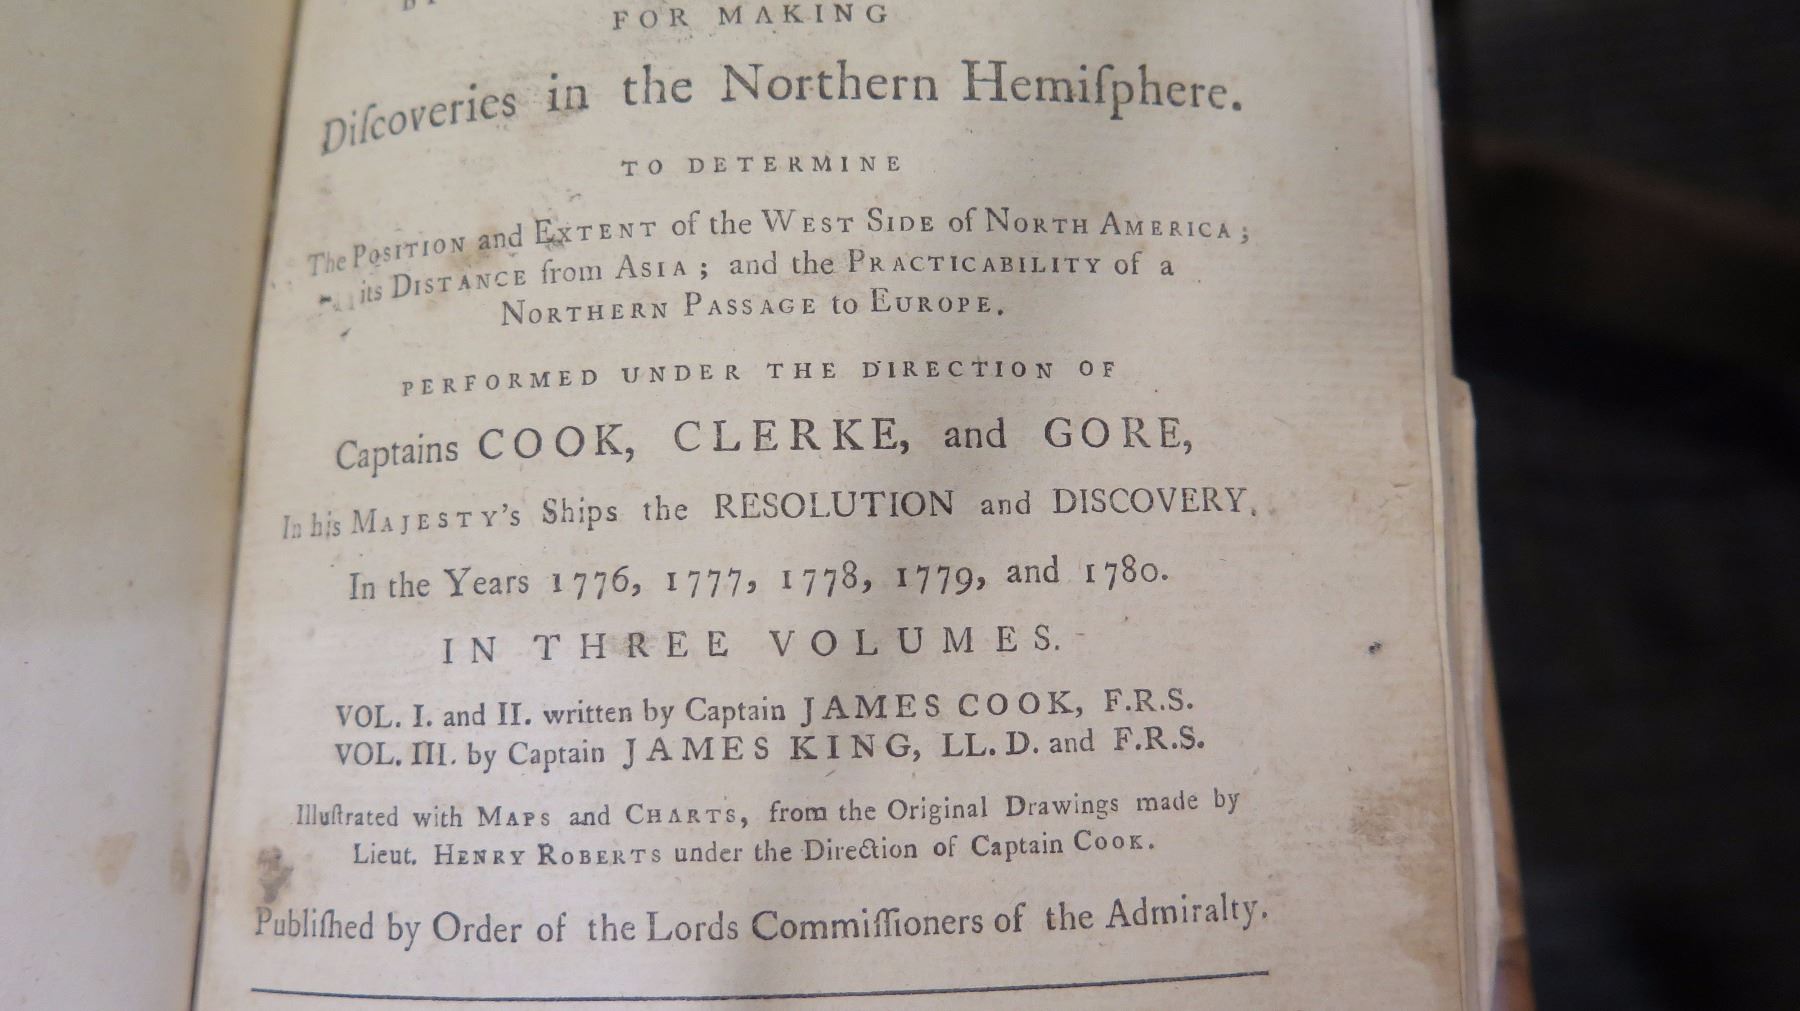 FOR MAKING
Diſcoveries in the Northern Hemiſphere.
TO DETERMINE
The POSITION and EXTENT of the WEST SIDE of NORTH AMERICA;
its DISTANCE from ASIA; and the PRACTICABILITY of a
NORTHERN PASSAGE to EUROPE.
PERFORMED UNDER THE DIRECTION OF
Captains COOK, CLERKE, and GORE,
In his MAJESTY'S Ships the RESOLUTION and DISCOVERY.
In the Years 1776, 1777, 1778, 1779, and 1780.
IN THREE VOLUMES.
VOL. I. and II. written by Captain JAMES COOK, F.R.S.
VOL. III. by Captain JAMES KING, LL. D. and F.R.S.
Illuſtrated with MAPS and CHARTS, from the Original Drawings made by
Lieut. HENRY ROBERTS under the Direction of Captain COOK.
Publiſhed by Order of the Lords Commiſſioners of the Admiralty.